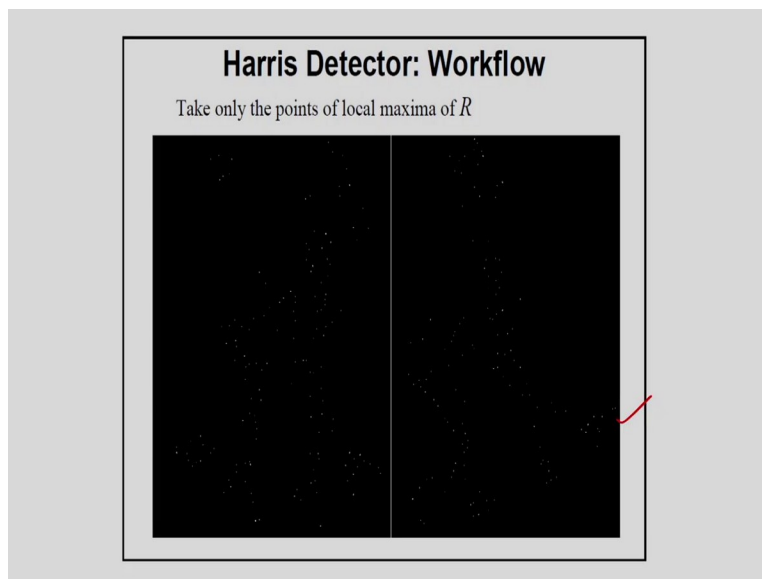 Harris Detector: Workflow
Take only the points of local maxima of R